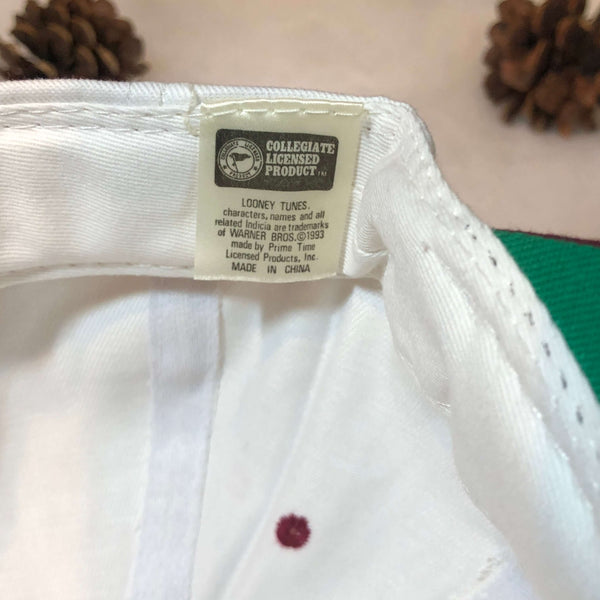 COLLEGIATE
LICENSED
PRODUCT TM
LOONEY TUNES,
characters, names and all
related Indicia are trademarks
of WARNER BROS.©1993
made by Prime Time
Licensed Products, Inc.
MADE IN CHINA